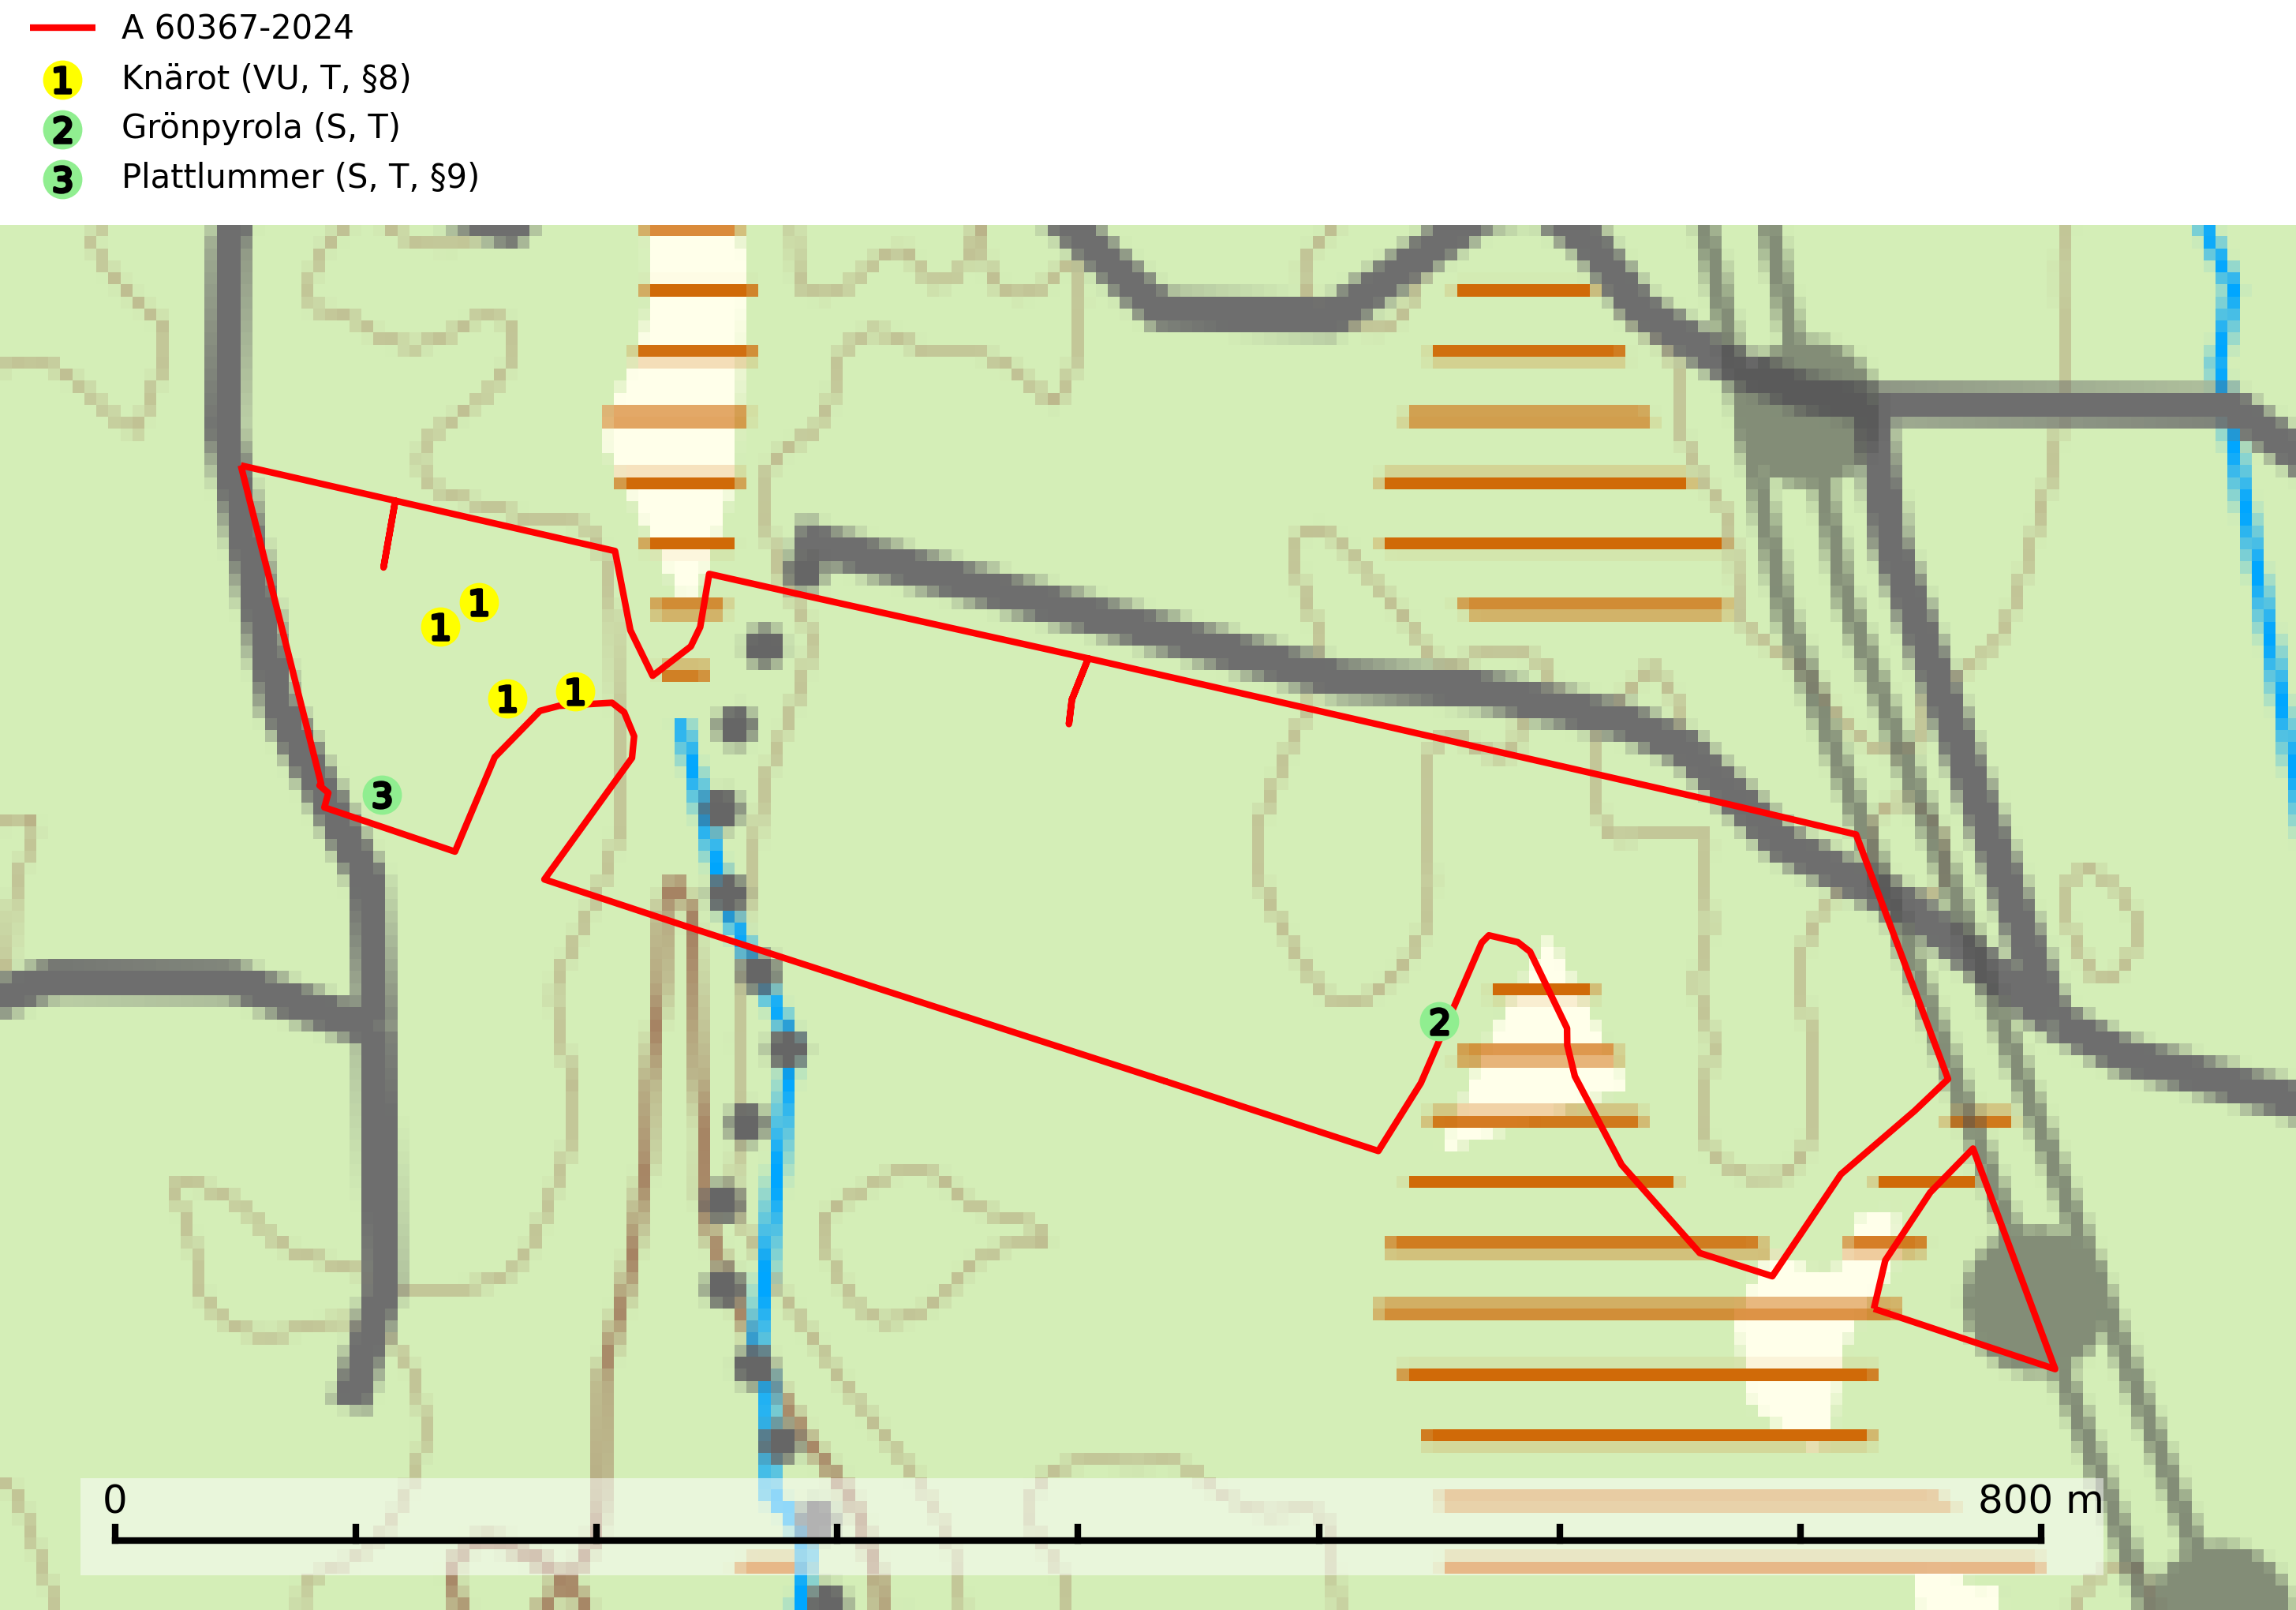 A 60367-2024
1 Knärot (VU, T, §8)
2 Grönpyrola (S, T)
3 Plattlummer (S, T, §9)
1
1
1
1
3
2
0 800 m